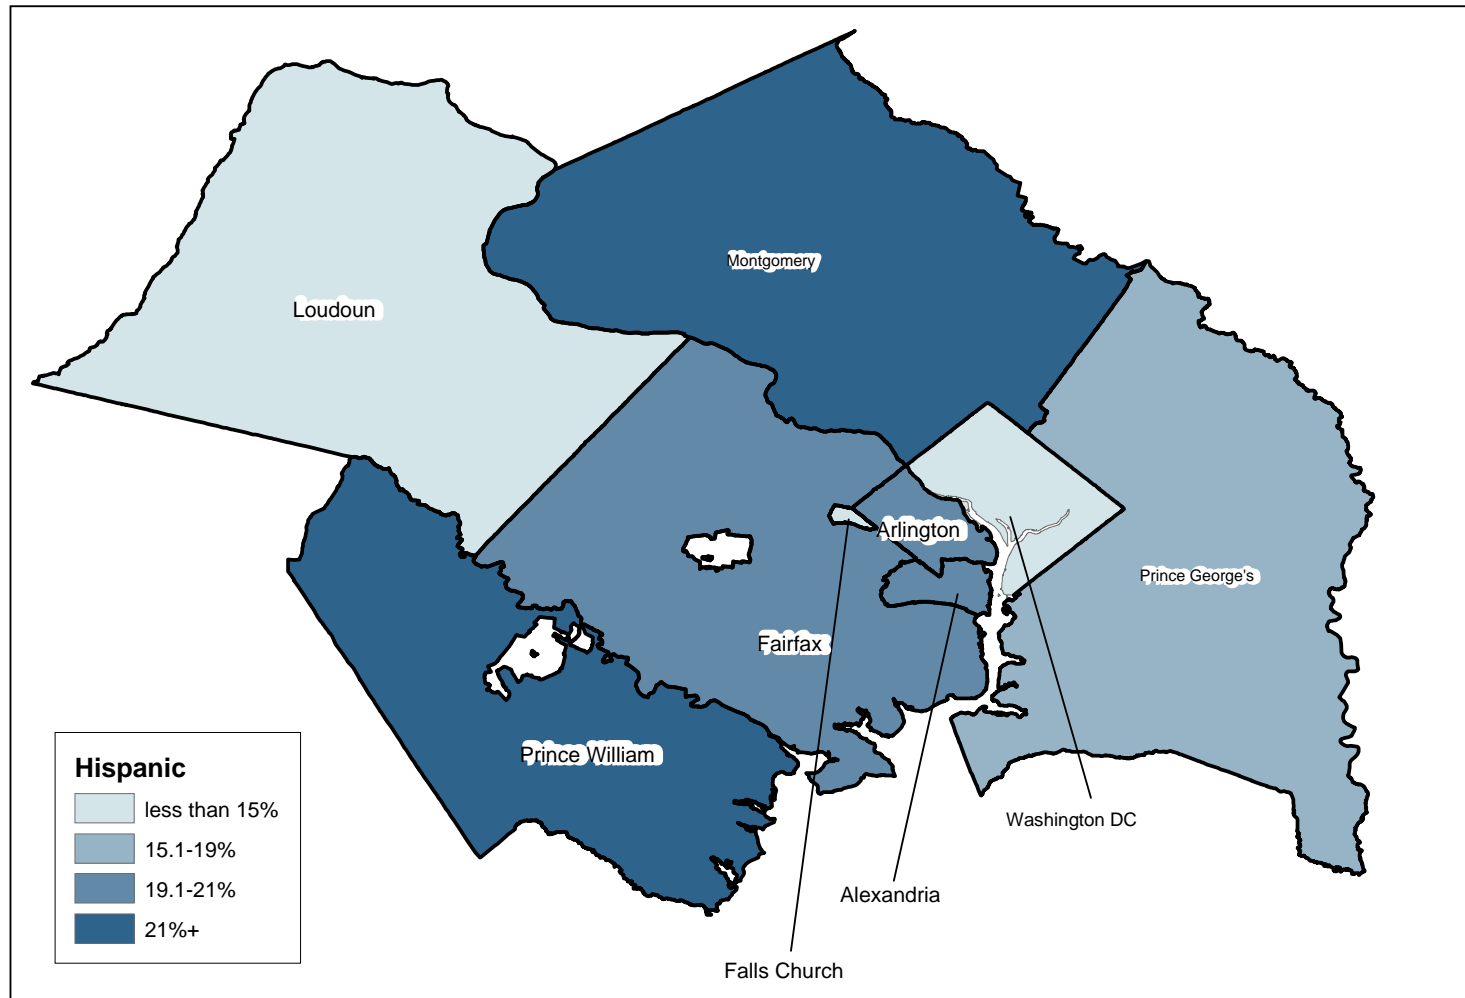 Montgomery
Loudoun
Arlington
Prince George's
Fairfax
Prince William
Washington DC
Alexandria
Falls Church
Hispanic
less than 15%
15.1-19%
19.1-21%
21%+